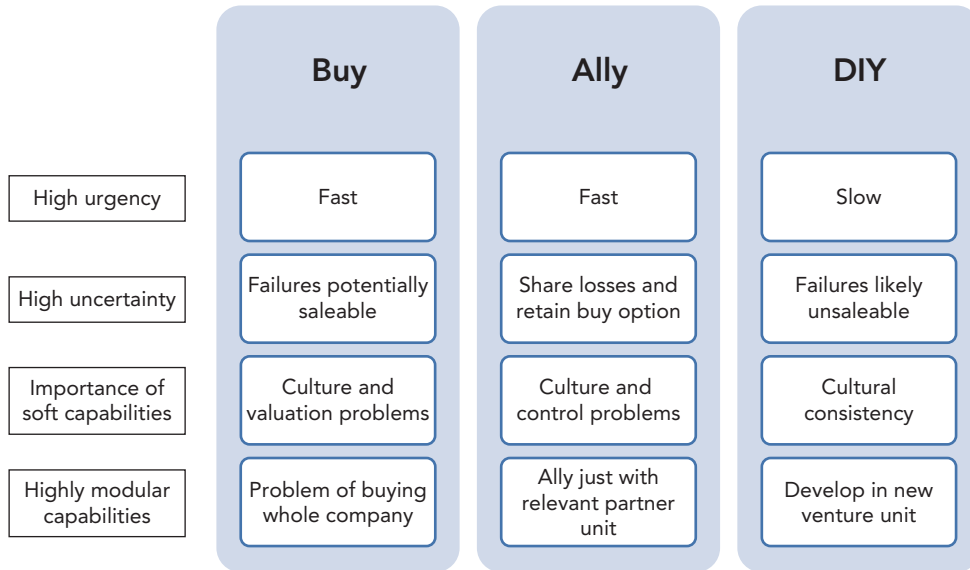 Buy
Ally
DIY
High urgency
Fast
Fast
Slow
High uncertainty
Failures potentially
saleable
Share losses and
retain buy option
Failures likely
unsaleable
Importance of
soft capabilities
Culture and
valuation problems
Culture and
control problems
Cultural
consistency
Highly modular
capabilities
Problem of buying
whole company
Ally just with
relevant partner
unit
Develop in new
venture unit